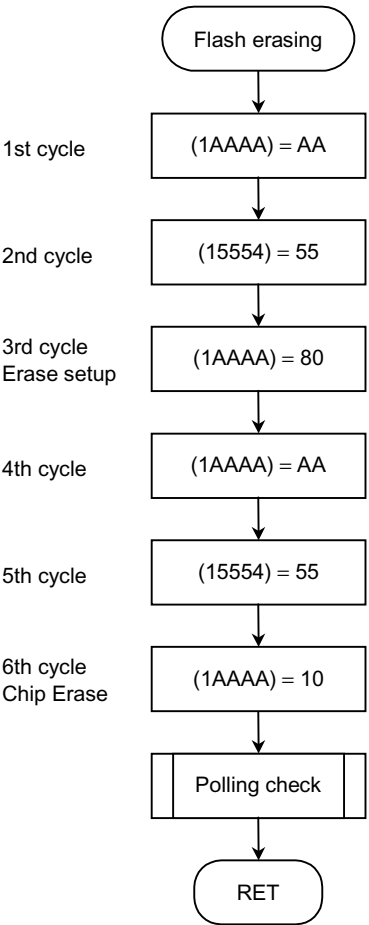 Flash erasing
1st cycle
(1AAAA) = AA
2nd cycle
(15554) = 55
3rd cycle
Erase setup
(1AAAA) = 80
4th cycle
(1AAAA) = AA
5th cycle
(15554) = 55
6th cycle
Chip Erase
(1AAAA) = 10
Polling check
RET